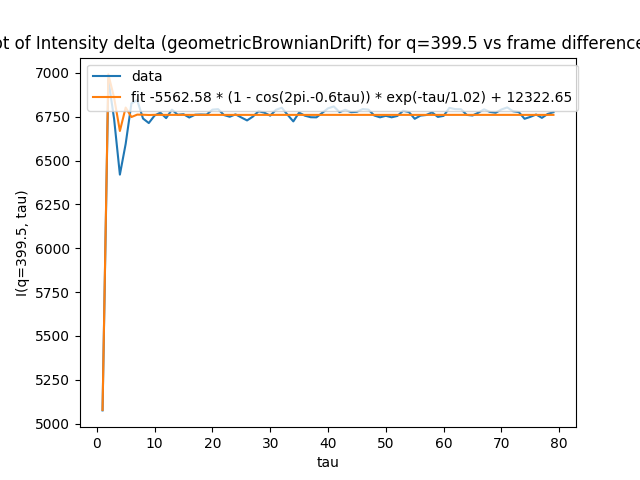 ot of Intensity delta (geometricBrownianDrift) for q=399.5 vs frame difference
data
fit -5562.58 * (1 - cos(2pi.-0.6tau)) * exp(-tau/1.02) + 12322.65
7000
6750
6500
6250
6000
5750
5500
5250
5000
I(q=399.5, tau)
0 10 20 30 40 50 60 70 80
tau